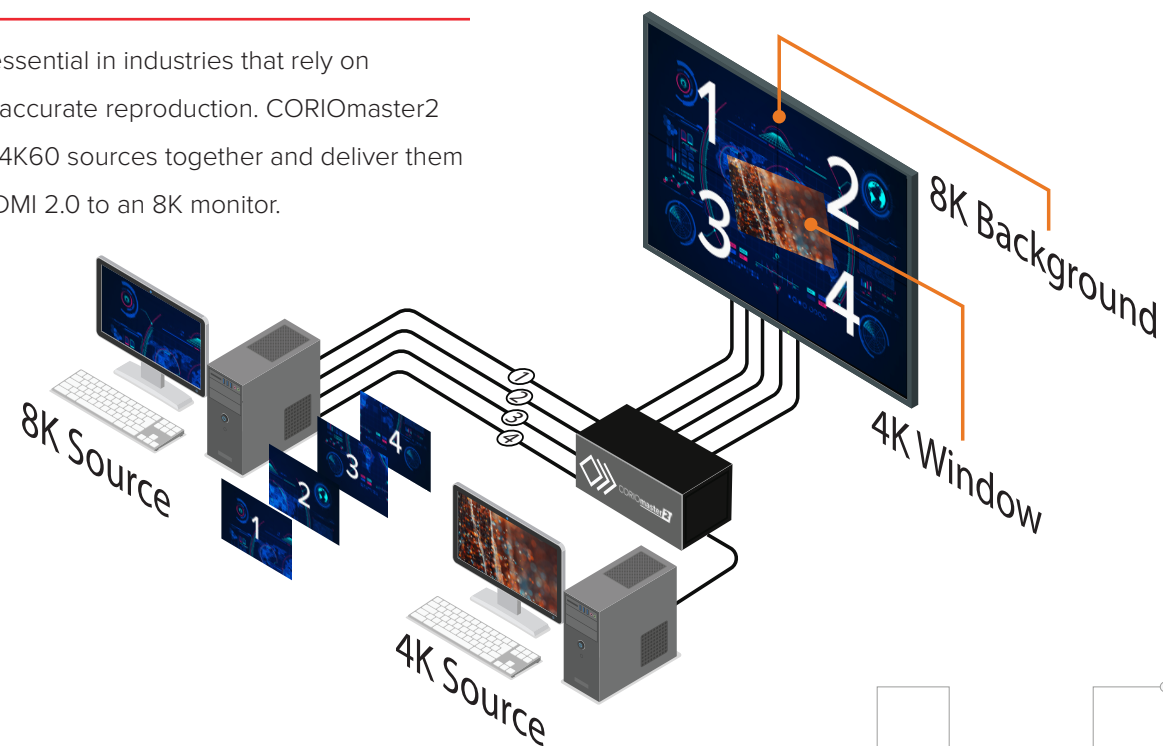 essential in industries that rely on
accurate reproduction. CORIOmaster2
4K60 sources together and deliver them
DMI 2.0 to an 8K monitor.
1
2
3
4
8K Background
4K Window
8K Source
1
2
3
4
1
2
3
4
CORIOmaster2
4K Source